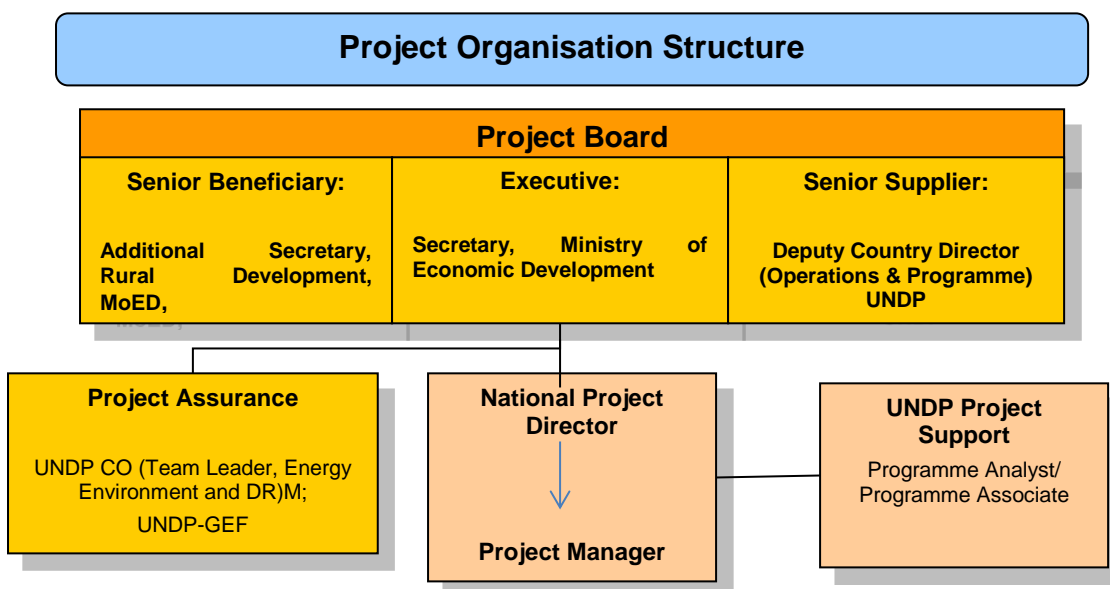 Project Organisation Structure
Project Board
Senior Beneficiary:
Additional Secretary,
Rural Development,
MoED,
Executive:
Secretary, Ministry of
Economic Development
Senior Supplier:
Deputy Country Director
(Operations & Programme)
UNDP
Project Assurance
UNDP CO (Team Leader, Energy
Environment and DR)M;
UNDP-GEF
National Project
Director
Project Manager
UNDP Project
Support
Programme Analyst/
Programme Associate